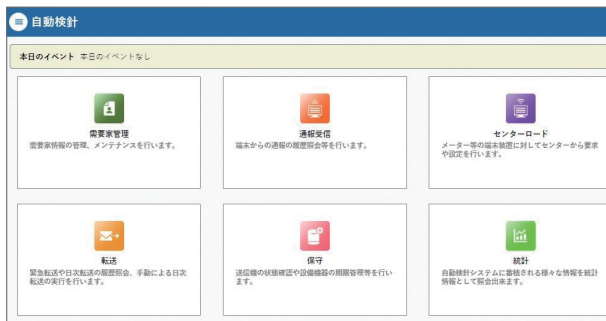 自動検針
本日のイベント 本日のイベントなし
需要家管理
需要家情報の管理、メンテナンスを行います。
通報受信
端末からの通報の履歴照会等を行います。
センターロード
メーター等の端末装置に対してセンターから要求
や設定を行います。
転送
緊急転送や日次転送の履歴照会、手動による日次
転送の実行を行います。
保守
送信機の状態確認や設備機器の期限管理等を行い
ます。
統計
自動検針システムに蓄積される様々な情報を統計
情報として照会出来ます。